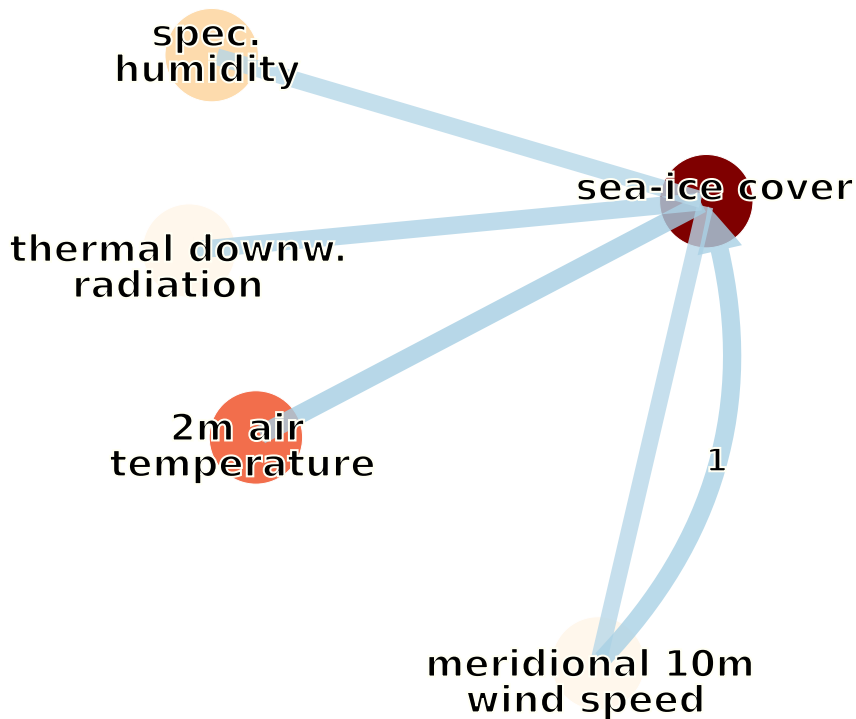 spec.
humidity
sea-ice cover
thermal downw.
radiation
2m air
temperature
1
meridional 10m
wind speed